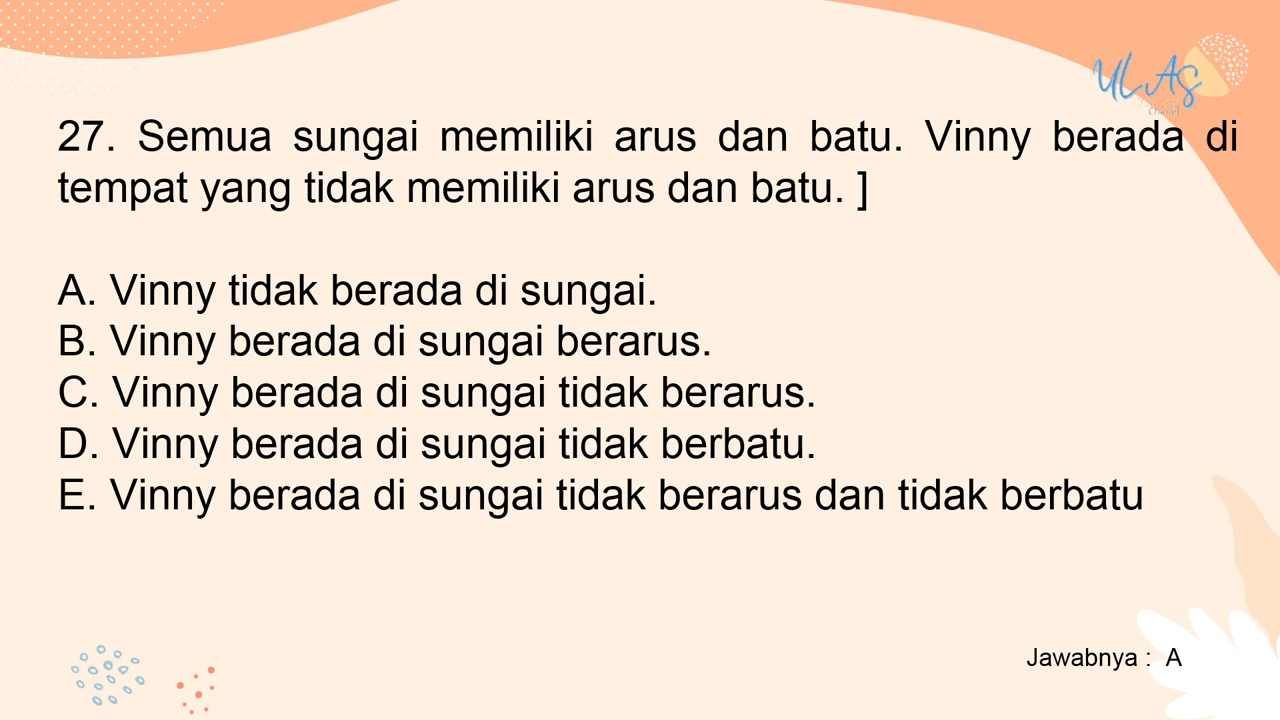 ULAS
Chanel
27. Semua sungai memiliki arus dan batu. Vinny berada di
tempat yang tidak memiliki arus dan batu. ]
A. Vinny tidak berada di sungai.
B. Vinny berada di sungai berarus.
C. Vinny berada di sungai tidak berarus.
D. Vinny berada di sungai tidak berbatu.
E. Vinny berada di sungai tidak berarus dan tidak berbatu
Jawabnya : A